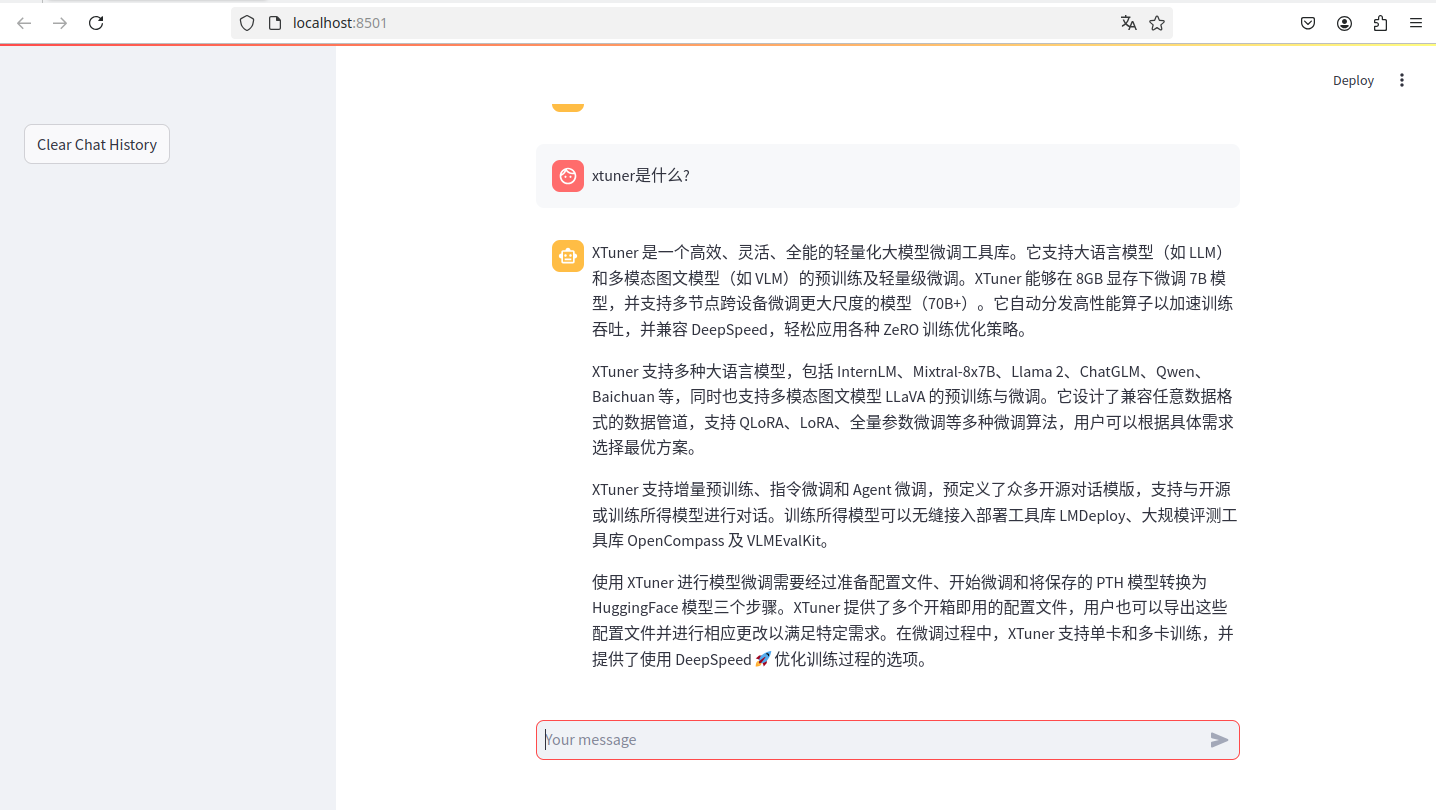 localhost:8501
Deploy
Clear Chat History
xtuner是什么?
XTuner 是一个高效、灵活、全能的轻量化大模型微调工具库。它支持大语言模型（如 LLM）
和多模态图文模型（如 VLM）的预训练及轻量级微调。XTuner 能够在 8GB 显存下微调 7B 模
型，并支持多节点跨设备微调更大尺度的模型（70B+）。它自动分发高性能算子以加速训练
吞吐，并兼容 DeepSpeed，轻松应用各种 ZeRO 训练优化策略。
XTuner 支持多种大语言模型，包括 InternLM、Mixtral-8x7B、Llama 2、ChatGLM、Qwen、
Baichuan 等，同时也支持多模态图文模型 LLaVA 的预训练与微调。它设计了兼容任意数据格
式的数据管道，支持 QLoRA、LoRA、全量参数微调等多种微调算法，用户可以根据具体需求
选择最优方案。
XTuner 支持增量预训练、指令微调和 Agent 微调，预定义了众多开源对话模版，支持与开源
或训练所得模型进行对话。训练所得模型可以无缝接入部署工具库 LMDeploy、大规模评测工
具库 OpenCompass 及 VLMEvalKit。
使用 XTuner 进行模型微调需要经过准备配置文件、开始微调和将保存的 PTH 模型转换为
HuggingFace 模型三个步骤。XTuner 提供了多个开箱即用的配置文件，用户也可以导出这些
配置文件并进行相应更改以满足特定需求。在微调过程中，XTuner 支持单卡和多卡训练，并
提供了使用 DeepSpeed 🚀 优化训练过程的选项。
Your message